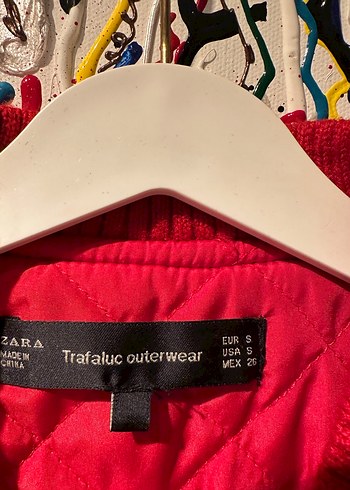 ZARA
MADE IN
CHINA
Trafaluc outerwear
EUR S
USA S
MEX 26